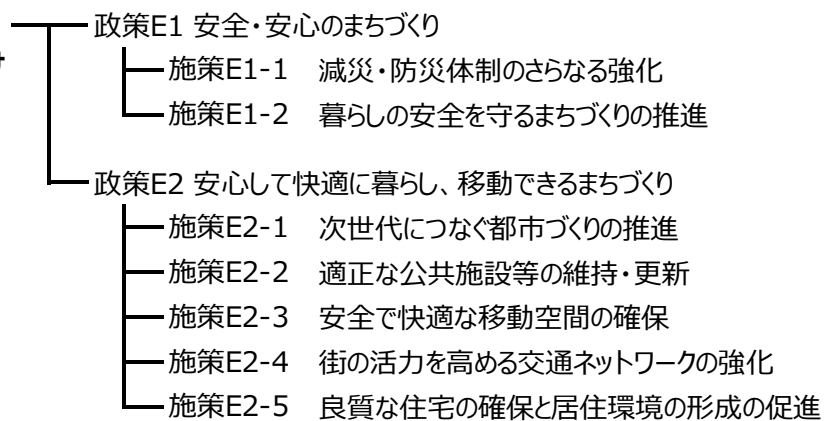 政策E1 安全・安心のまちづくり
施策E1-1 減災・防災体制のさらなる強化
施策E1-2 暮らしの安全を守るまちづくりの推進
政策E2 安心して快適に暮らし、移動できるまちづくり
施策E2-1 次世代につなぐ都市づくりの推進
施策E2-2 適正な公共施設等の維持・更新
施策E2-3 安全で快適な移動空間の確保
施策E2-4 街の活力を高める交通ネットワークの強化
施策E2-5 良質な住宅の確保と居住環境の形成の促進